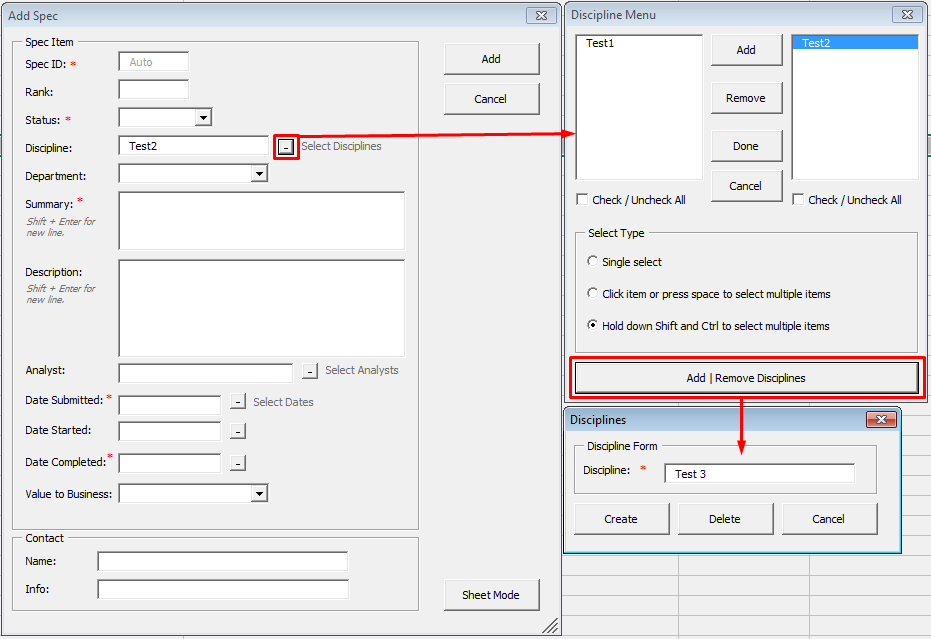 Add Spec
Spec Item
Spec ID: *
Auto
Rank:
Status: *
Discipline:
Test2
- Select Disciplines
Department:
Summary: *
Shift + Enter for
new line.
Description:
Shift + Enter for
new line.
Analyst:
- Select Analysts
Date Submitted: *
- Select Dates
Date Started:
-
Date Completed: *
-
Value to Business:
Contact
Name:
Info:
Add
Cancel
Sheet Mode
Discipline Menu
Test1
Add
Remove
Done
Cancel
Test2
Check / Uncheck All
Check / Uncheck All
Select Type
Single select
Click item or press space to select multiple items
Hold down Shift and Ctrl to select multiple items
Add | Remove Disciplines
Disciplines
Discipline Form
Discipline: *
Test 3
Create
Delete
Cancel